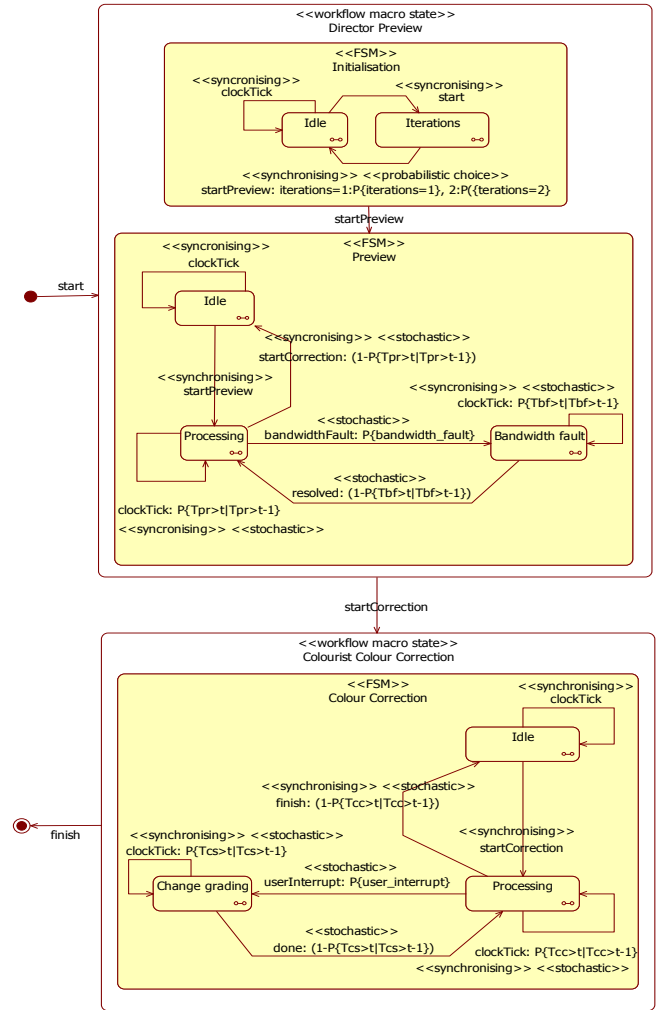 <<workflow macro state>>
Director Preview
<<FSM>>
Initialisation
<<syncronising>>
clockTick
<<syncronising>>
start
Idle
Iterations
<<synchronising>> <<probabilistic choice>>
startPreview: iterations=1:P{iterations=1}, 2:P({terations=2}
startPreview
<<FSM>>
Preview
<<syncronising>>
clockTick
start
Idle
<<syncronising>> <<stochastic>>
startCorrection: (1-P{Tpr>t|Tpr>t-1})
<<synchronising>>
startPreview
<<syncronising>> <<stochastic>>
clockTick: P{Tbf>t|Tbf>t-1}
<<stochastic>>
bandwidthFault: P{bandwidth_fault}
Processing
Bandwidth fault
<<stochastic>>
resolved: (1-P{Tbf>t|Tbf>t-1})
clockTick: P{Tpr>t|Tpr>t-1}
<<syncronising>> <<stochastic>>
startCorrection
<<workflow macro state>>
Colourist Colour Correction
<<FSM>>
Colour Correction
<<synchronising>>
clockTick
Idle
<<synchronising>> <<stochastic>>
finish: (1-P{Tcc>t|Tcc>t-1})
finish
<<synchronising>> <<stochastic>>
clockTick: P{Tcs>t|Tcs>t-1}
<<synchronising>>
startCorrection
<<stochastic>>
userInterrupt: P{user_interrupt}
Change grading
Processing
<<stochastic>>
done: (1-P{Tcs>t|Tcs>t-1})
clockTick: P{Tcc>t|Tcc>t-1}
<<synchronising>> <<stochastic>>